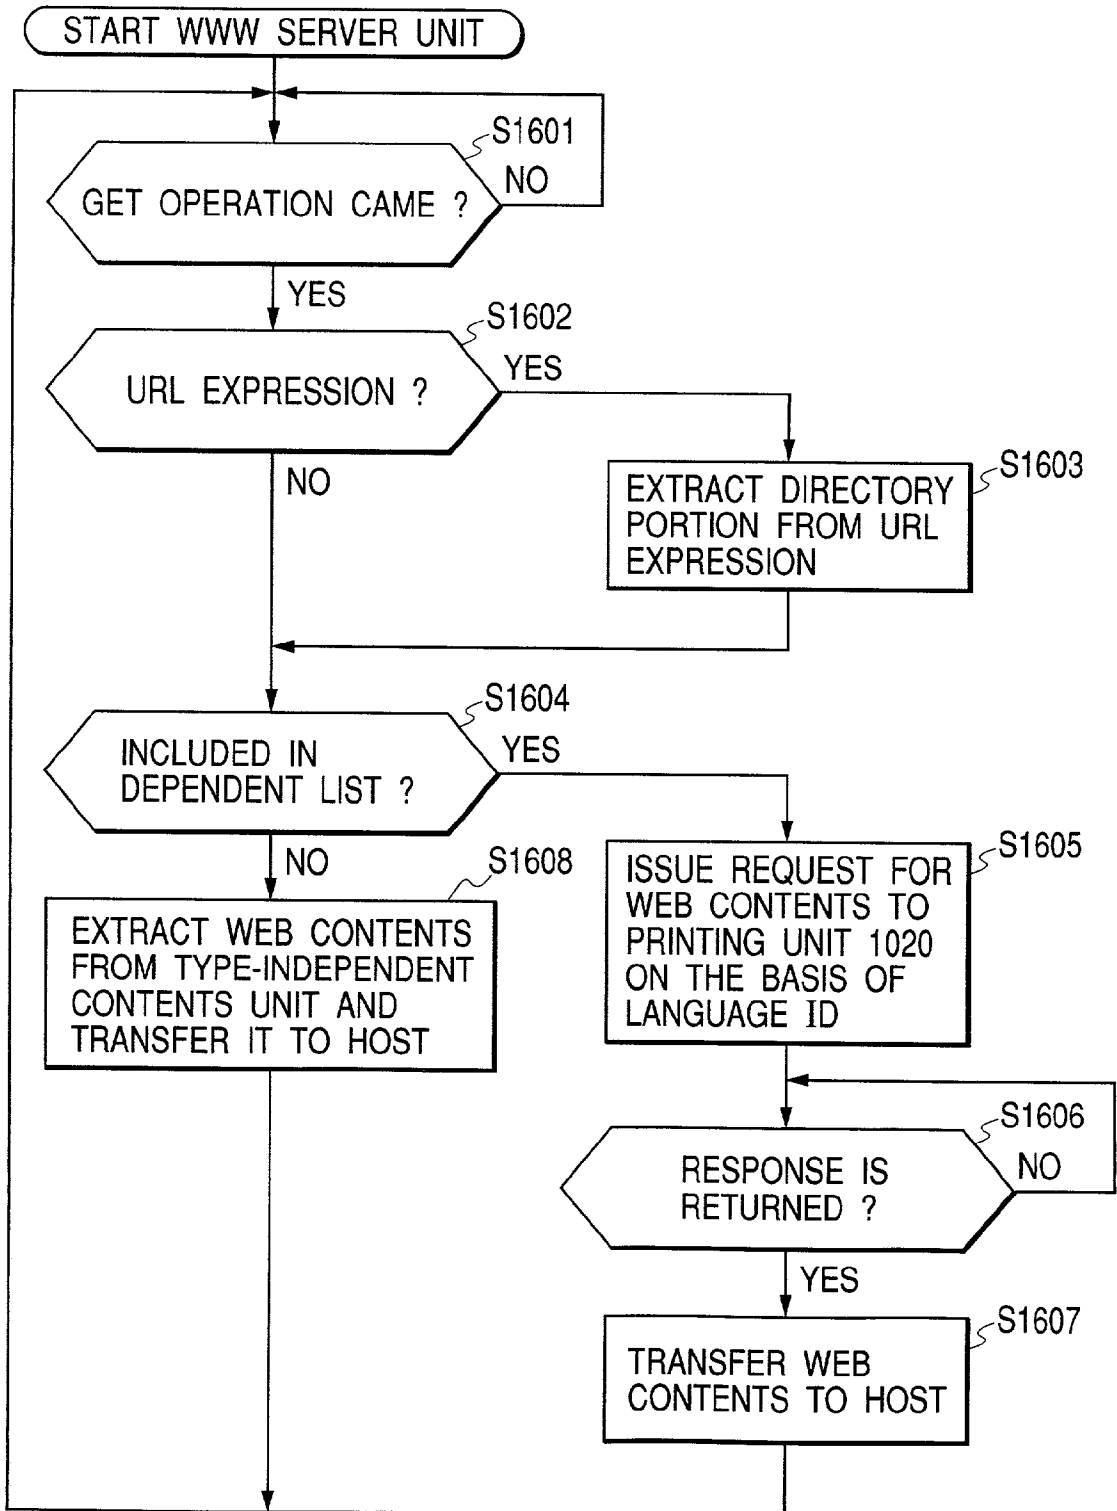 START WWW SERVER UNIT
S1601
GET OPERATION CAME ?
NO
YES
S1602
URL EXPRESSION ?
YES
NO
S1603
EXTRACT DIRECTORY
PORTION FROM URL
EXPRESSION
S1604
INCLUDED IN
DEPENDENT LIST ?
YES
NO
S1608
EXTRACT WEB CONTENTS
FROM TYPE-INDEPENDENT
CONTENTS UNIT AND
TRANSFER IT TO HOST
S1605
ISSUE REQUEST FOR
WEB CONTENTS TO
PRINTING UNIT 1020
ON THE BASIS OF
LANGUAGE ID
S1606
RESPONSE IS
RETURNED ?
NO
YES
S1607
TRANSFER WEB
CONTENTS TO HOST